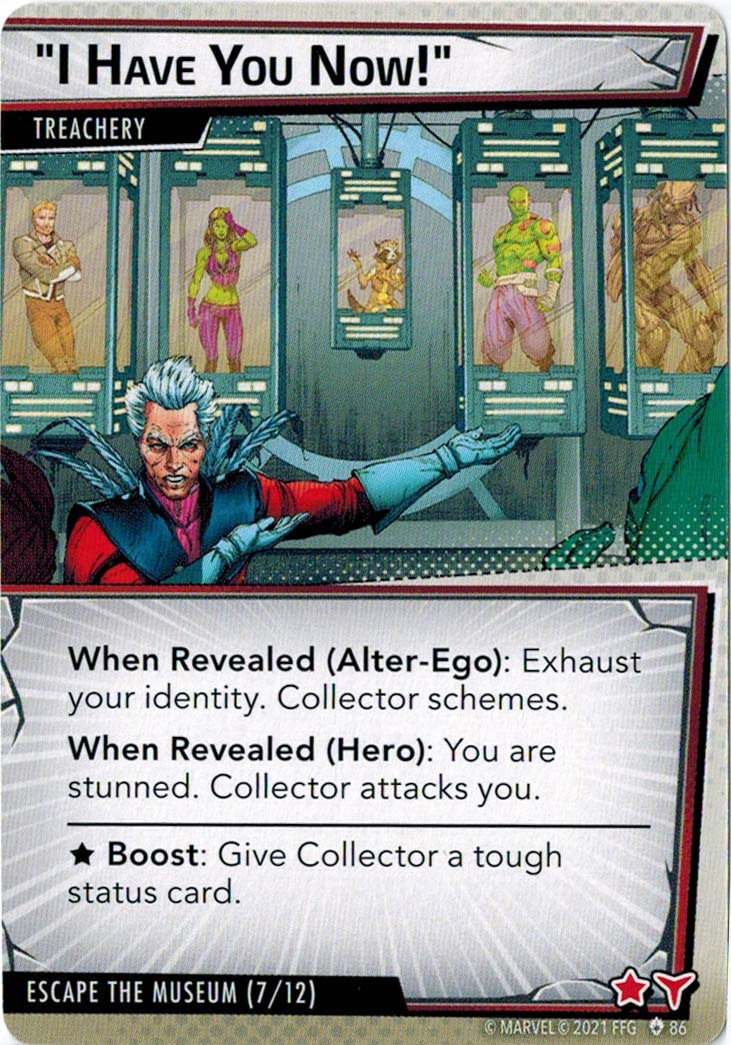 "I Have You Now!"
TREACHERY
When Revealed (Alter-Ego): Exhaust
your identity. Collector schemes.
When Revealed (Hero): You are
stunned. Collector attacks you.
★ Boost: Give Collector a tough
status card.
ESCAPE THE MUSEUM (7/12)
© MARVEL © 2021 FFG 86